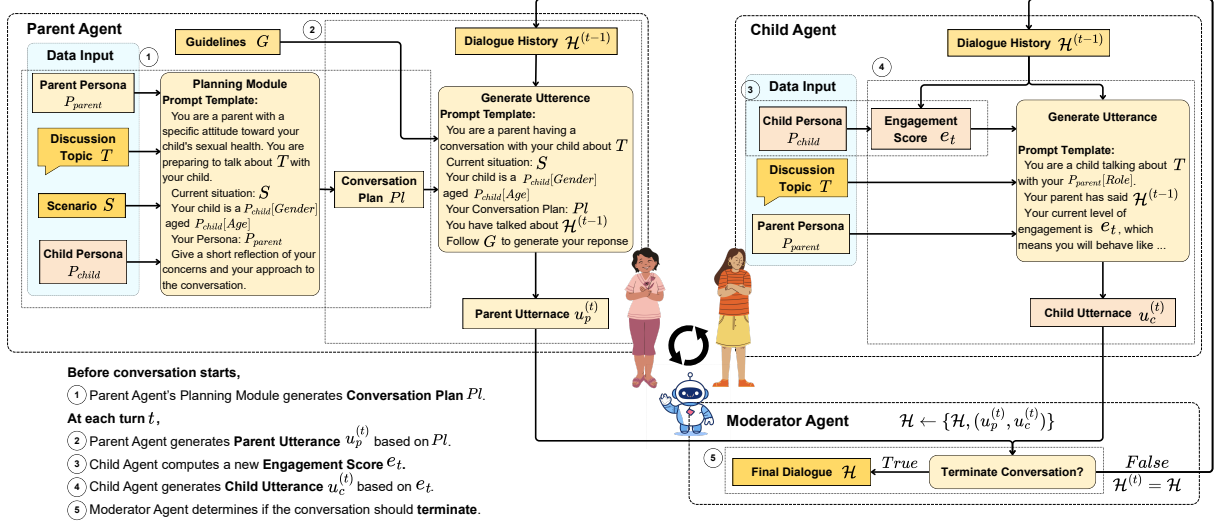 Parent Agent
Data Input
①
Guidelines G
②
Dialogue History ℋ^(t−1)
Parent Persona
P_parent
Discussion
Topic T
Scenario S
Child Persona
P_child
Planning Module
Prompt Template:
You are a parent with a
specific attitude toward your
child's sexual health. You are
preparing to talk about T with
your child.
Current situation: S
Your child is a P_child[Gender]
aged P_child[Age]
Your Persona: P_parent
Give a short reflection of your
concerns and your approach to
the conversation.
Conversation
Plan Pl
Generate Utterence
Prompt Template:
You are a parent having a
conversation with your child about T
Current situation: S
Your child is a P_child[Gender]
aged P_child[Age]
Your Conversation Plan: Pl
You have talked about ℋ^(t−1)
Follow G to generate your reponse
Parent Utternace u_p^(t)
Child Agent
Dialogue History ℋ^(t−1)
④
③
Data Input
Child Persona
P_child
Engagement
Score e_t
Discussion
Topic T
Parent Persona
P_parent
Generate Utterance
Prompt Template:
You are a child talking about T
with your P_parent[Role].
Your parent has said ℋ^(t−1)
Your current level of
engagement is e_t, which
means you will behave like ...
Child Utternace u_c^(t)
Before conversation starts,
① Parent Agent's Planning Module generates Conversation Plan Pl.
At each turn t,
② Parent Agent generates Parent Utterance u_p^(t) based on Pl.
③ Child Agent computes a new Engagement Score e_t.
④ Child Agent generates Child Utterance u_c^(t) based on e_t.
⑤ Moderator Agent determines if the conversation should terminate.
Moderator Agent
ℋ ← {ℋ, (u_p^(t), u_c^(t))}
⑤
Final Dialogue ℋ
True
Terminate Conversation?
False
ℋ^(t) = ℋ